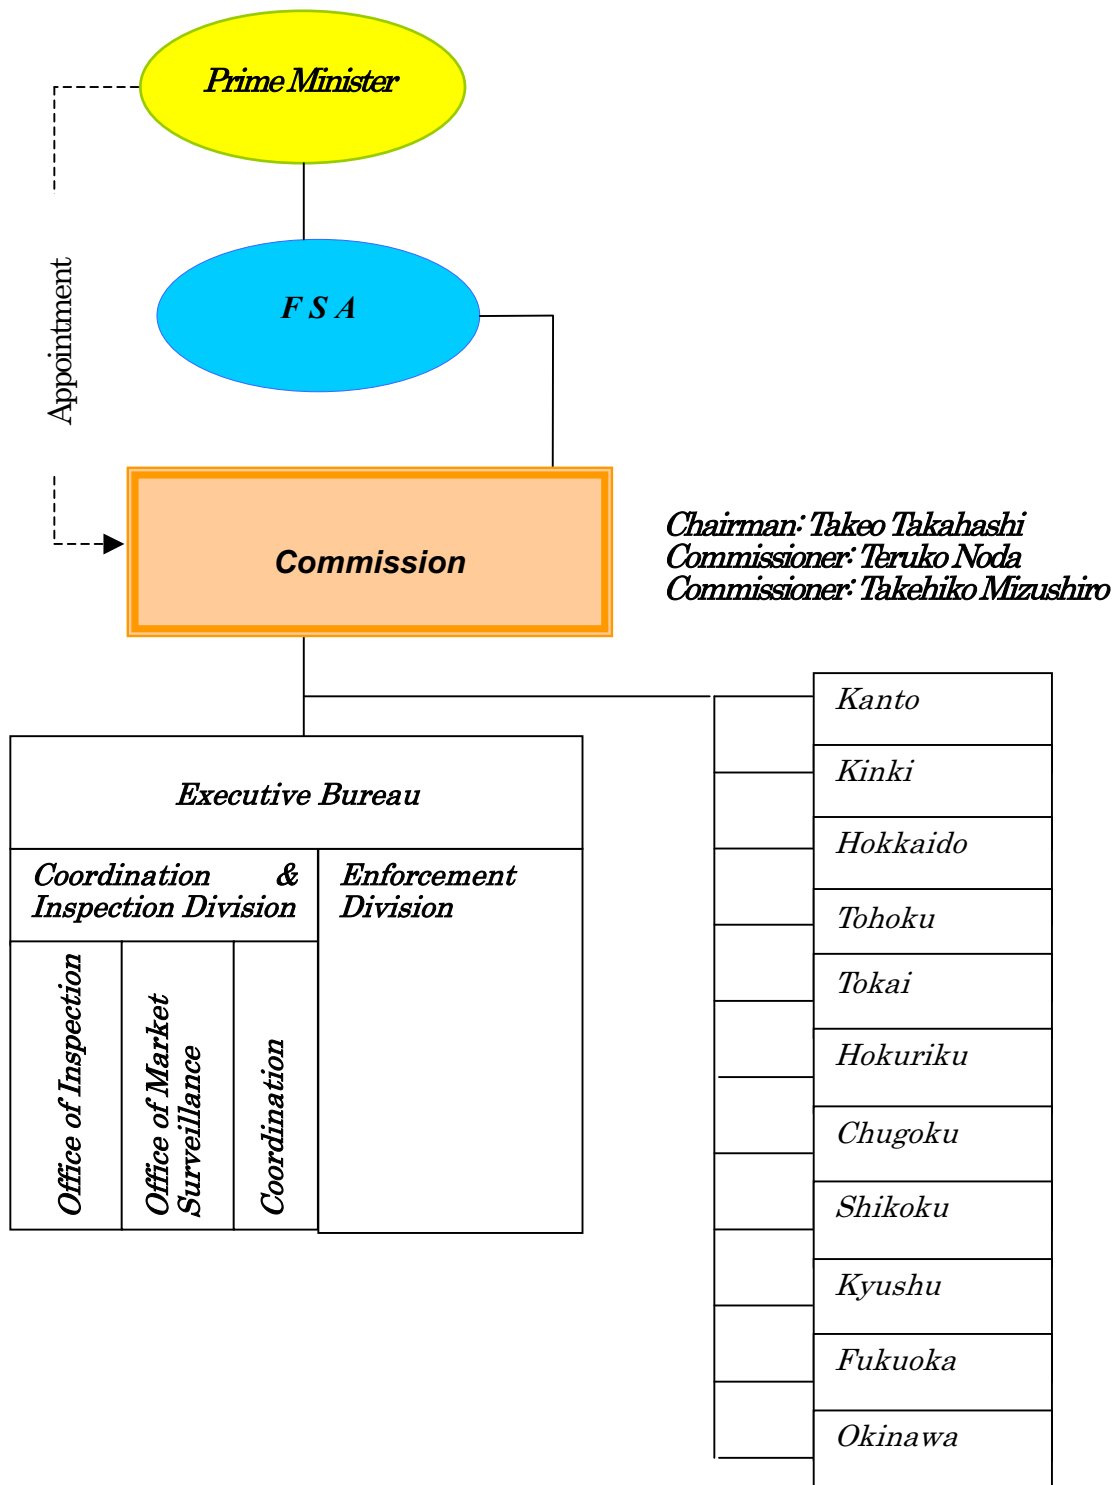 Prime Minister
F S A
Appointment
Commission
Chairman: Takeo Takahashi
Commissioner: Teruko Noda
Commissioner: Takehiko Mizushiro
Executive Bureau
Coordination &
Inspection Division
Enforcement
Division
Office of Inspection
Office of Market
Surveillance
Coordination
Kanto
Kinki
Hokkaido
Tohoku
Tokai
Hokuriku
Chugoku
Shikoku
Kyushu
Fukuoka
Okinawa